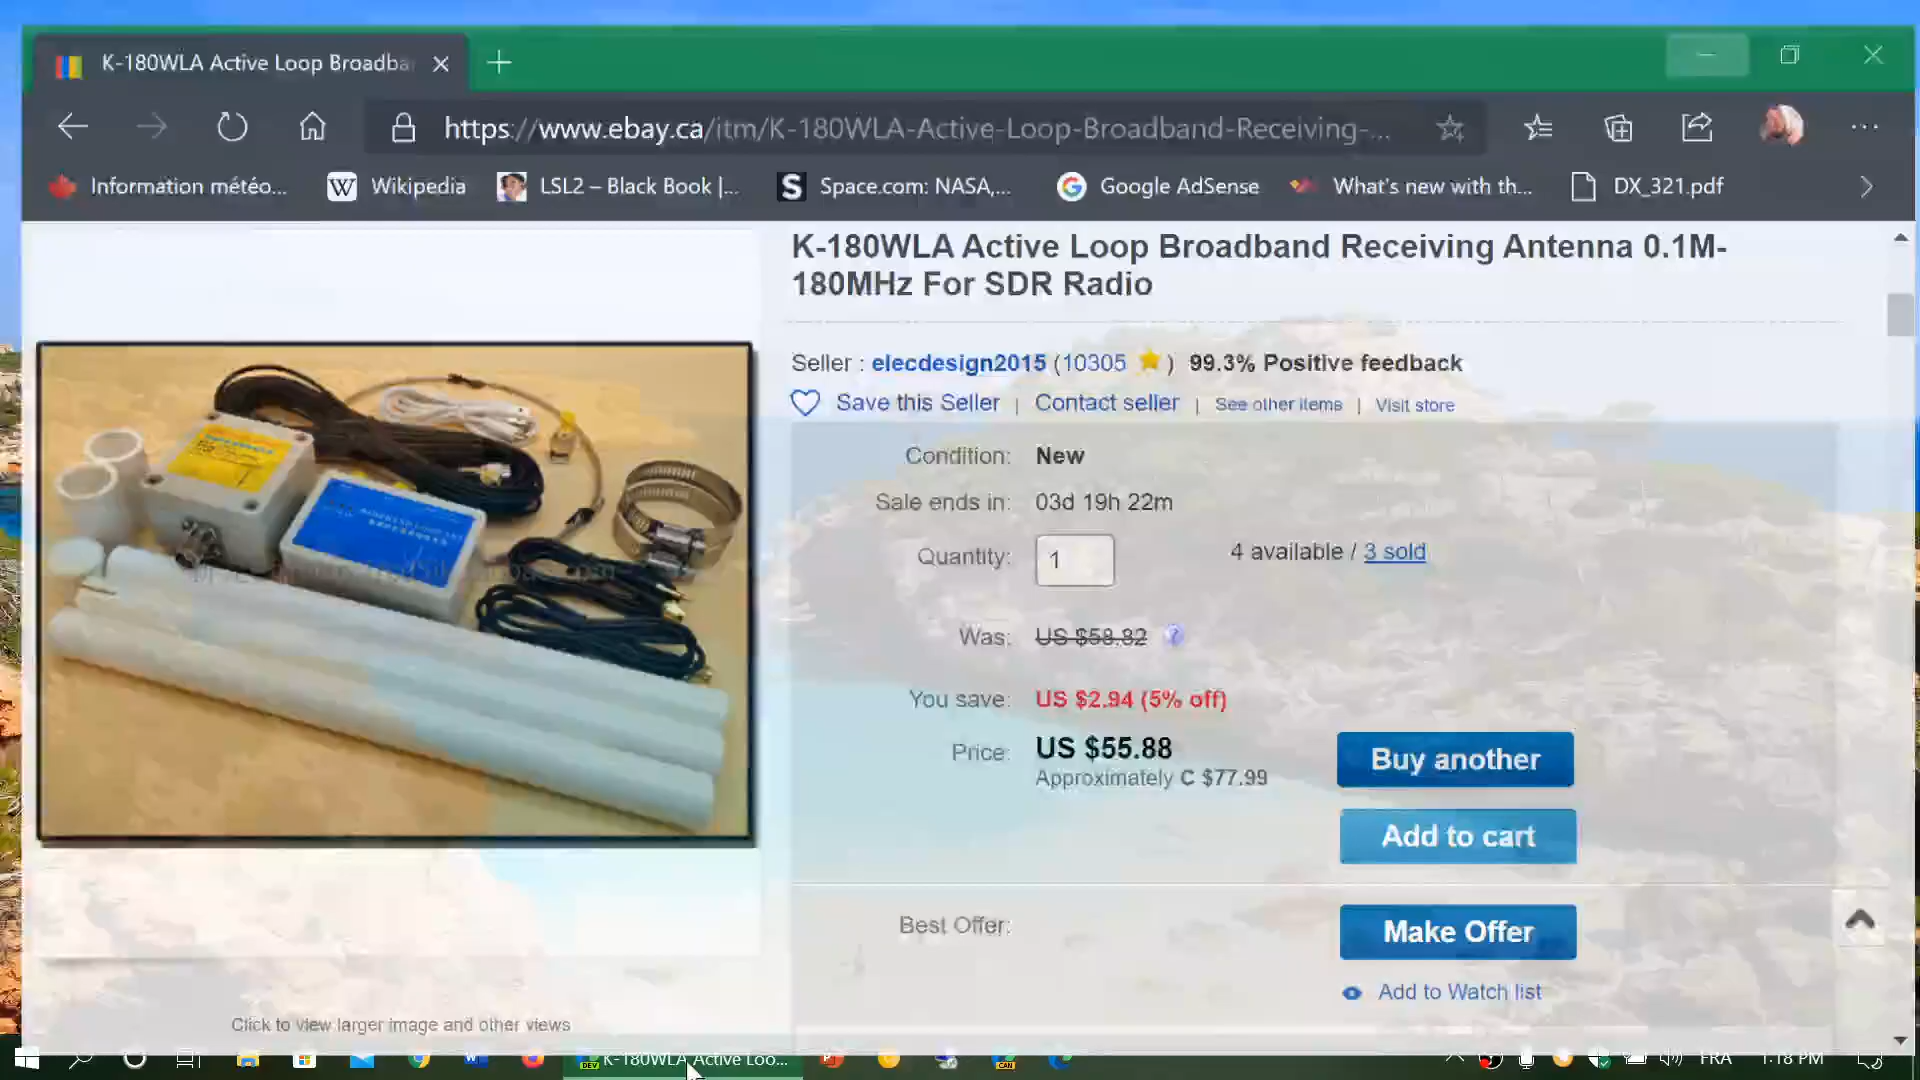 K-180WLA Active Loop Broadba
https://www.ebay.ca/itm/K-180WLA-Active-Loop-Broadband-Receiving-...
Information météo...
W Wikipedia
LSL2 – Black Book |...
S Space.com: NASA,...
G Google AdSense
What's new with th...
DX_321.pdf
K-180WLA Active Loop Broadband Receiving Antenna 0.1M-
180MHz For SDR Radio
Seller : elecdesign2015 (10305 ) 99.3% Positive feedback
Save this Seller | Contact seller | See other items | Visit store
Condition: New
Sale ends in: 03d 19h 22m
Quantity: 1 4 available / 3 sold
Was: US $58.82 ?
You save: US $2.94 (5% off)
Price: US $55.88
Approximately C $77.99
Buy another
Add to cart
Best Offer:
Make Offer
Add to Watch list
Click to view larger image and other views
K-180WLA Active Loo...
DEV
CAN
FRA
1:18 PM